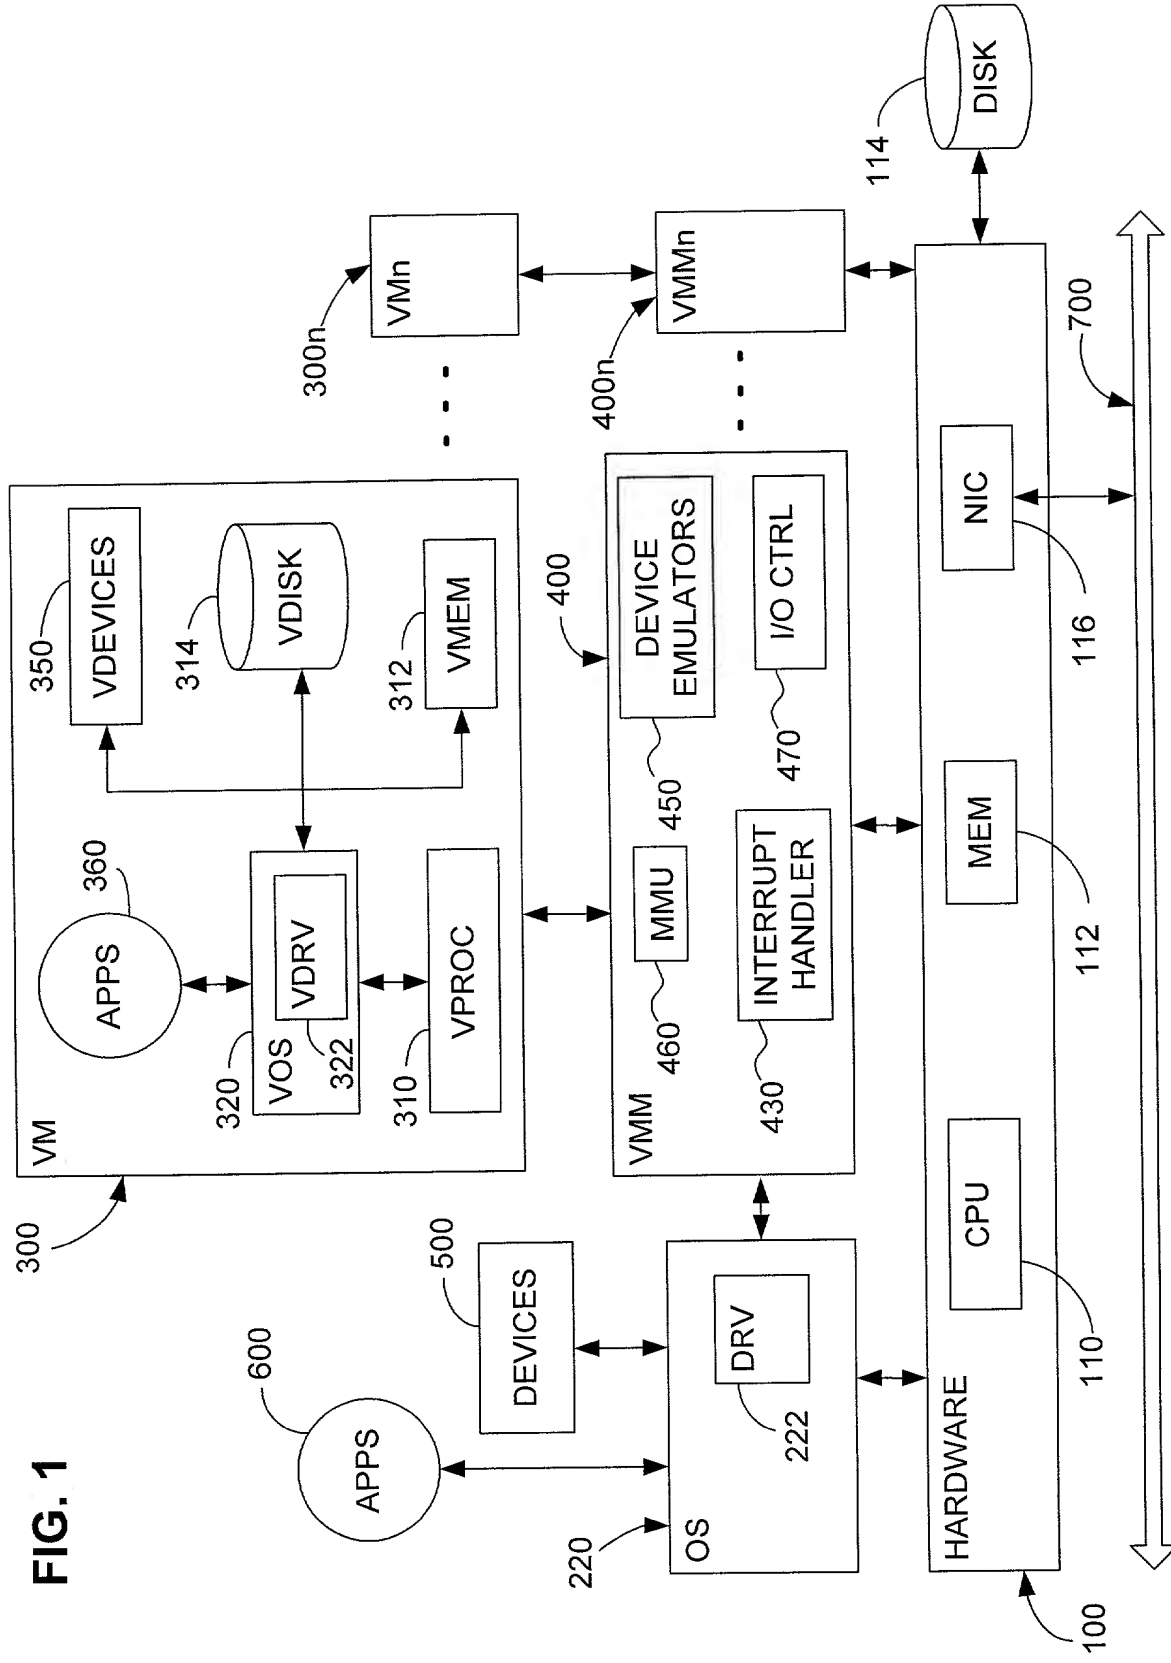 FIG. 1
300
VM
APPS
360
VDEVICES
350
320
VOS
VDRV
322
VDISK
314
310
VPROC
VMEM
312
VMn
300n
600
APPS
DEVICES
500
220
OS
DRV
222
VMM
400
MMU
460
DEVICE
EMULATORS
450
INTERRUPT
HANDLER
430
I/O CTRL
470
VMMn
400n
100
HARDWARE
CPU
110
MEM
112
NIC
116
DISK
114
700